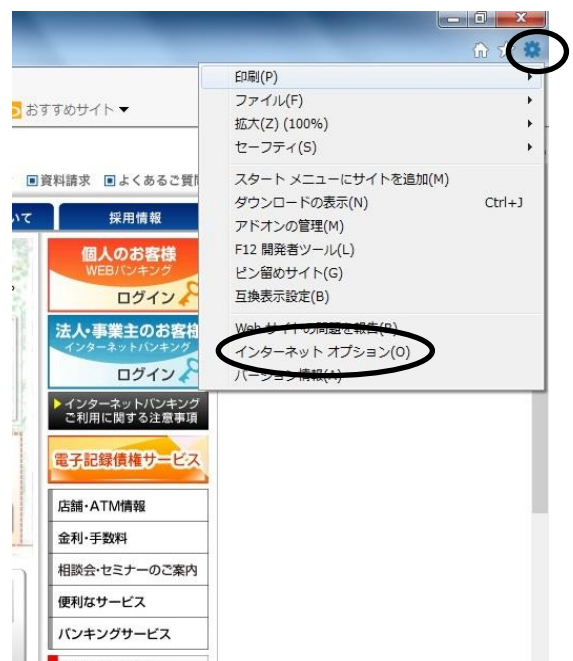 おすすめサイト
資料請求 よくあるご質問
いて 採用情報
個人のお客様
WEBバンキング
ログイン
法人・事業主のお客様
インターネットバンキング
ログイン
インターネットバンキング
ご利用に関する注意事項
電子記録債権サービス
店舗・ATM情報
金利・手数料
相談会・セミナーのご案内
便利なサービス
バンキングサービス
印刷(P)
ファイル(F)
拡大(Z) (100%)
セーフティ(S)
スタート メニューにサイトを追加(M)
ダウンロードの表示(N) Ctrl+J
アドオンの管理(M)
F12 開発者ツール(L)
ピン留めサイト(G)
互換表示設定(B)
Web サイトの問題を報告(R)
インターネット オプション(O)
バージョン情報(A)